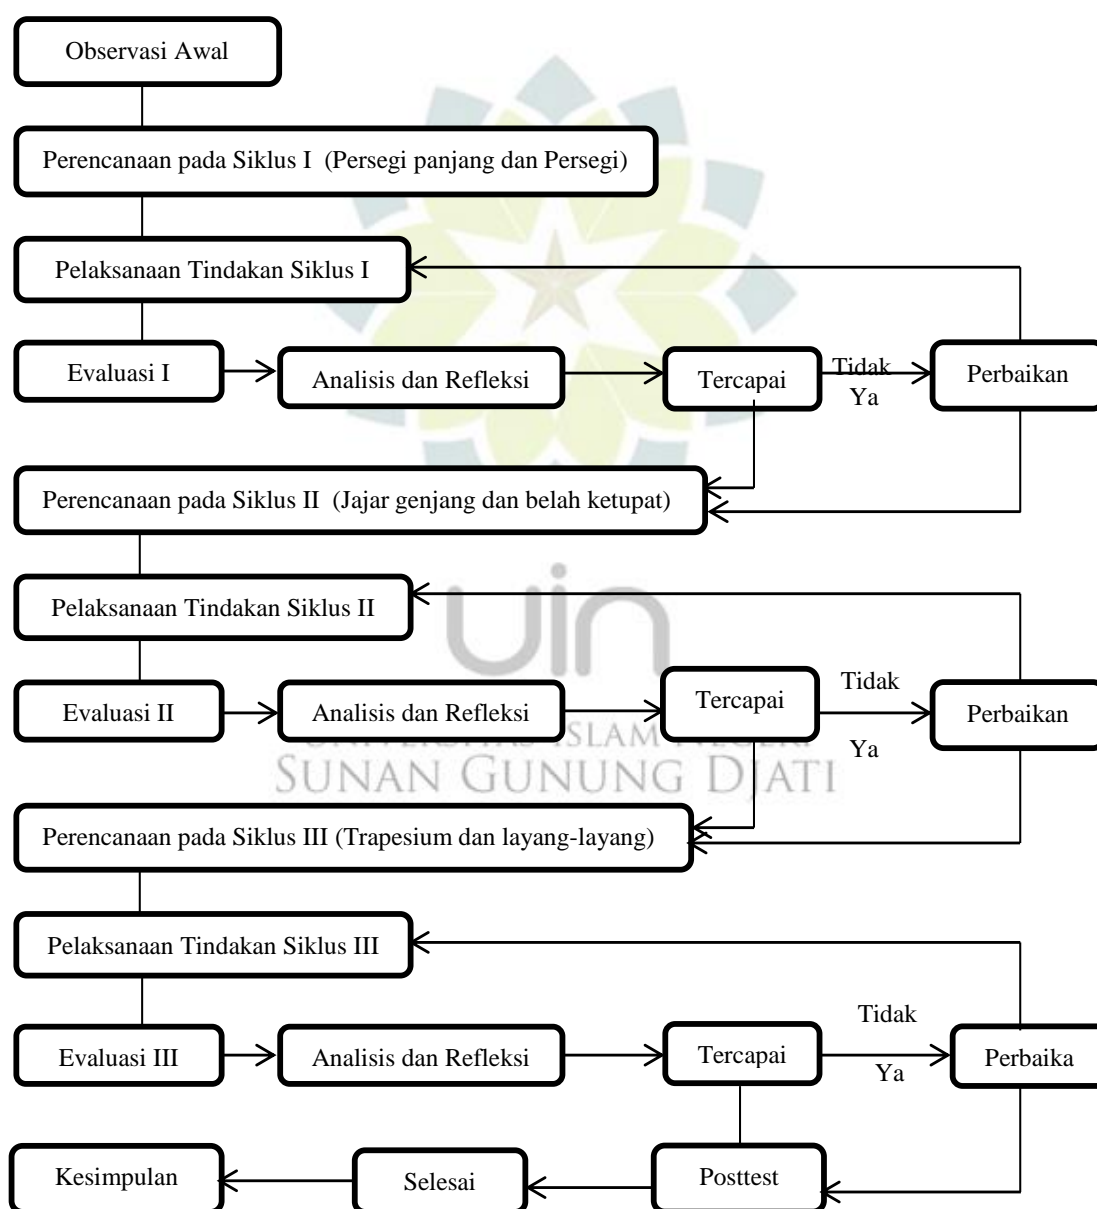 Observasi Awal
Perencanaan pada Siklus I  (Persegi panjang dan Persegi)
Pelaksanaan Tindakan Siklus I
Evaluasi I
Analisis dan Refleksi
Tercapai
Tidak
Ya
Perbaikan
Perencanaan pada Siklus II  (Jajar genjang dan belah ketupat)
uin
Pelaksanaan Tindakan Siklus II
Evaluasi II
Analisis dan Refleksi
Tercapai
Tidak
Ya
Perbaikan
UNIVERSITAS ISLAM NEGERI
SUNAN GUNUNG DJATI
Perencanaan pada Siklus III (Trapesium dan layang-layang)
Pelaksanaan Tindakan Siklus III
Evaluasi III
Analisis dan Refleksi
Tercapai
Tidak
Ya
Perbaika
Kesimpulan
Selesai
Posttest